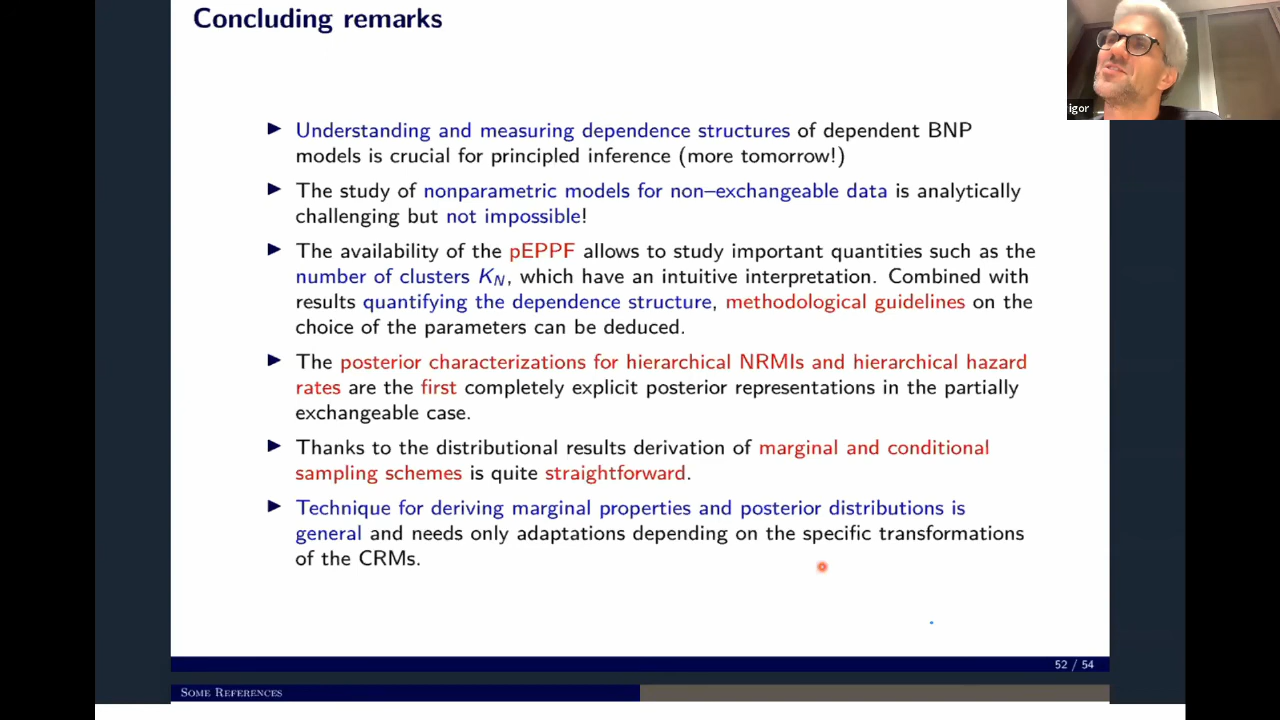 Concluding remarks
igor
Understanding and measuring dependence structures of dependent BNP
models is crucial for principled inference (more tomorrow!)
The study of nonparametric models for non–exchangeable data is analytically
challenging but not impossible!
The availability of the pEPPF allows to study important quantities such as the
number of clusters K_N, which have an intuitive interpretation. Combined with
results quantifying the dependence structure, methodological guidelines on the
choice of the parameters can be deduced.
The posterior characterizations for hierarchical NRMIs and hierarchical hazard
rates are the first completely explicit posterior representations in the partially
exchangeable case.
Thanks to the distributional results derivation of marginal and conditional
sampling schemes is quite straightforward.
Technique for deriving marginal properties and posterior distributions is
general and needs only adaptations depending on the specific transformations
of the CRMs.
52 / 54
Some References